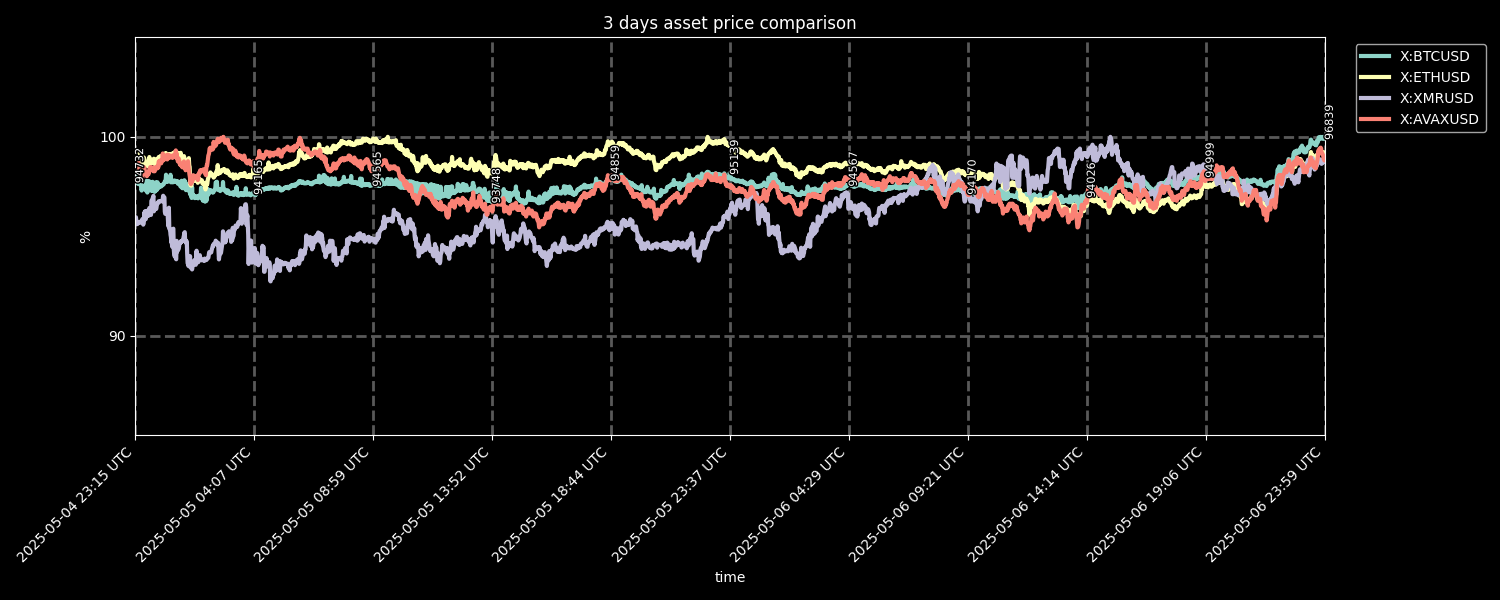 3 days asset price comparison
X:BTCUSD
X:ETHUSD
X:XMRUSD
X:AVAXUSD
100
90
%
94732
94165
94565
93748
94859
95139
94567
94170
94026
94999
96839
2025-05-04 23:15 UTC
2025-05-05 04:07 UTC
2025-05-05 08:59 UTC
2025-05-05 13:52 UTC
2025-05-05 18:44 UTC
2025-05-05 23:37 UTC
2025-05-06 04:29 UTC
2025-05-06 09:21 UTC
2025-05-06 14:14 UTC
2025-05-06 19:06 UTC
2025-05-06 23:59 UTC
time